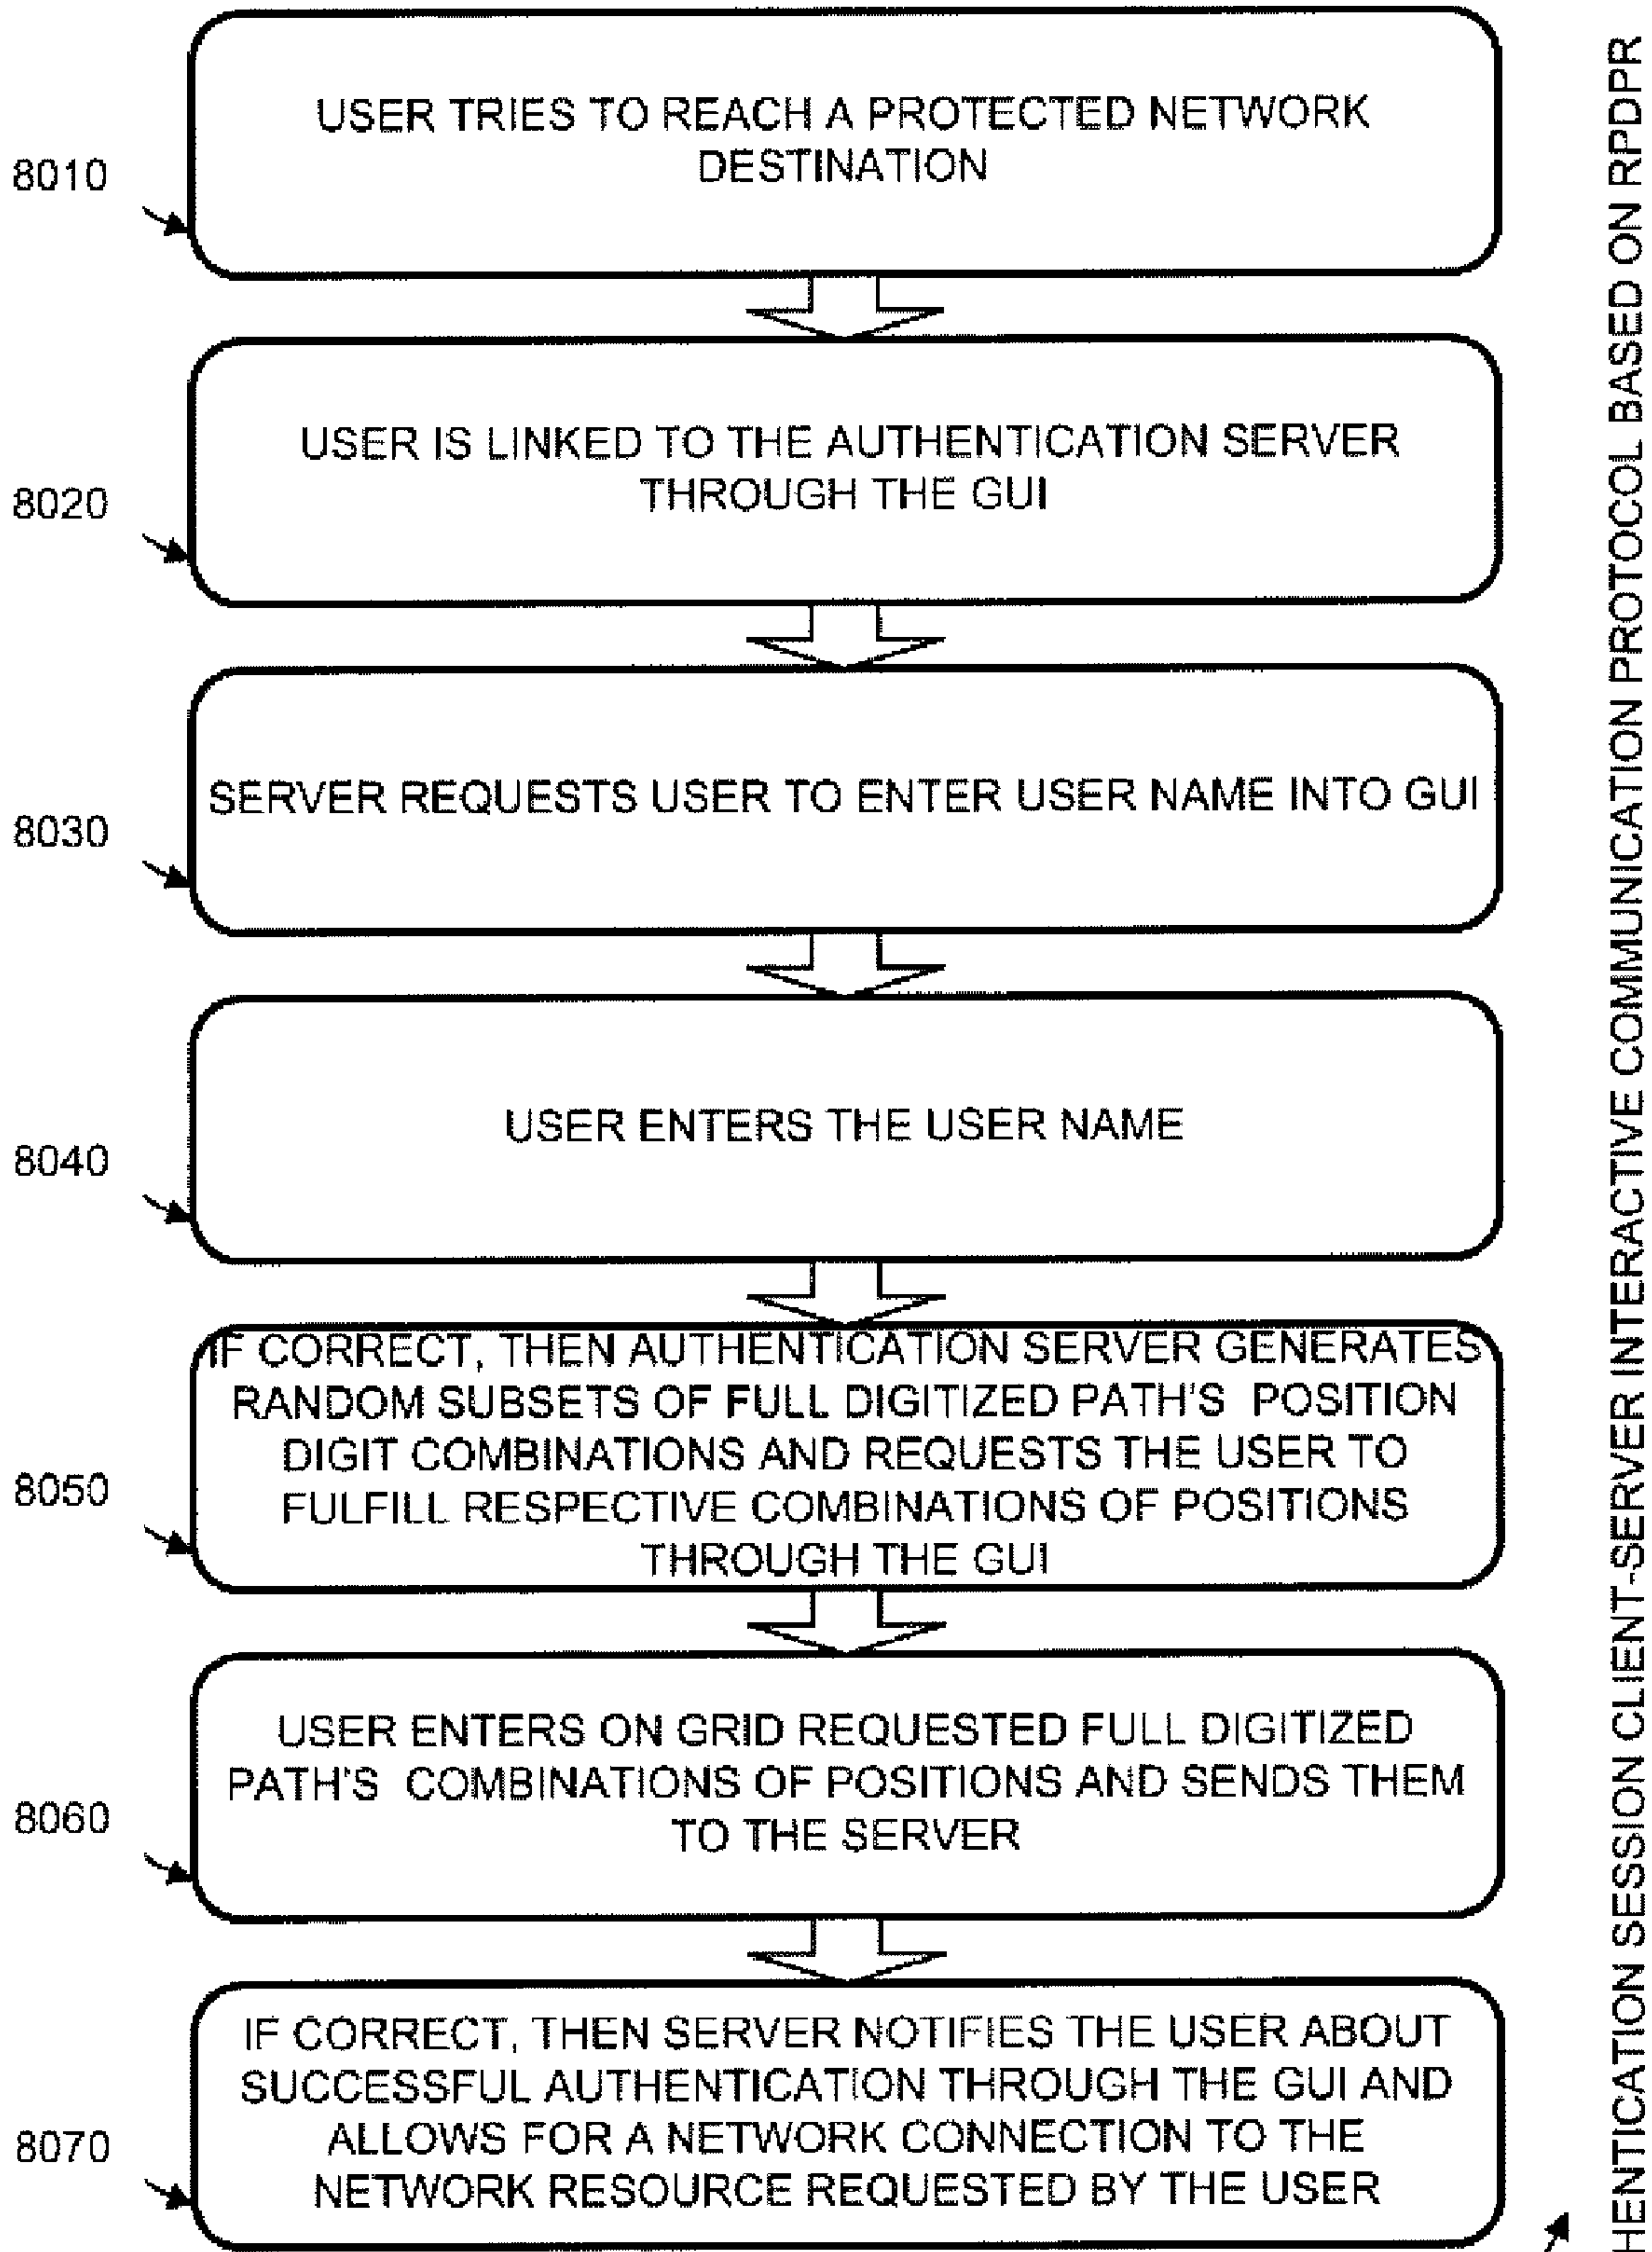 8010
USER TRIES TO REACH A PROTECTED NETWORK
DESTINATION
8020
USER IS LINKED TO THE AUTHENTICATION SERVER
THROUGH THE GUI
8030
SERVER REQUESTS USER TO ENTER USER NAME INTO GUI
8040
USER ENTERS THE USER NAME
8050
IF CORRECT, THEN AUTHENTICATION SERVER GENERATES
RANDOM SUBSETS OF FULL DIGITIZED PATH'S POSITION
DIGIT COMBINATIONS AND REQUESTS THE USER TO
FULFILL RESPECTIVE COMBINATIONS OF POSITIONS
THROUGH THE GUI
8060
USER ENTERS ON GRID REQUESTED FULL DIGITIZED
PATH'S COMBINATIONS OF POSITIONS AND SENDS THEM
TO THE SERVER
8070
IF CORRECT, THEN SERVER NOTIFIES THE USER ABOUT
SUCCESSFUL AUTHENTICATION THROUGH THE GUI AND
ALLOWS FOR A NETWORK CONNECTION TO THE
NETWORK RESOURCE REQUESTED BY THE USER
HENTICATION SESSION CLIENT-SERVER INTERACTIVE COMMUNICATION PROTOCOL BASED ON RPDPR